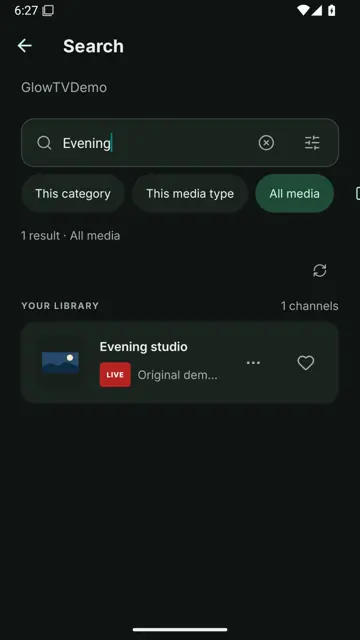 6:27
Search
GlowTVDemo
Evening
This category
This media type
All media
1 result · All media
YOUR LIBRARY
1 channels
Evening studio
LIVE
Original dem...